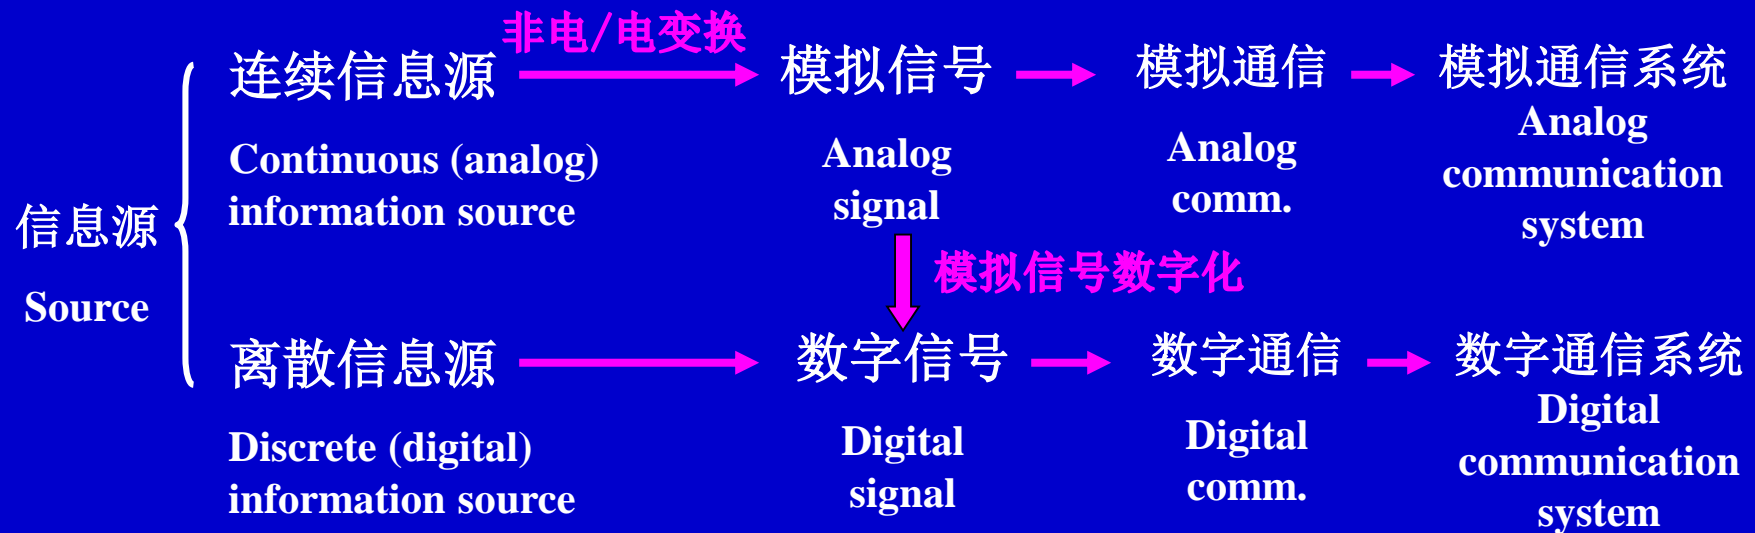 信息源
Source
非电/电变换
连续信息源
模拟信号
模拟通信
模拟通信系统
Continuous (analog)
information source
Analog
signal
Analog
comm.
Analog
communication
system
模拟信号数字化
离散信息源
数字信号
数字通信
数字通信系统
Discrete (digital)
information source
Digital
signal
Digital
comm.
Digital
communication
system